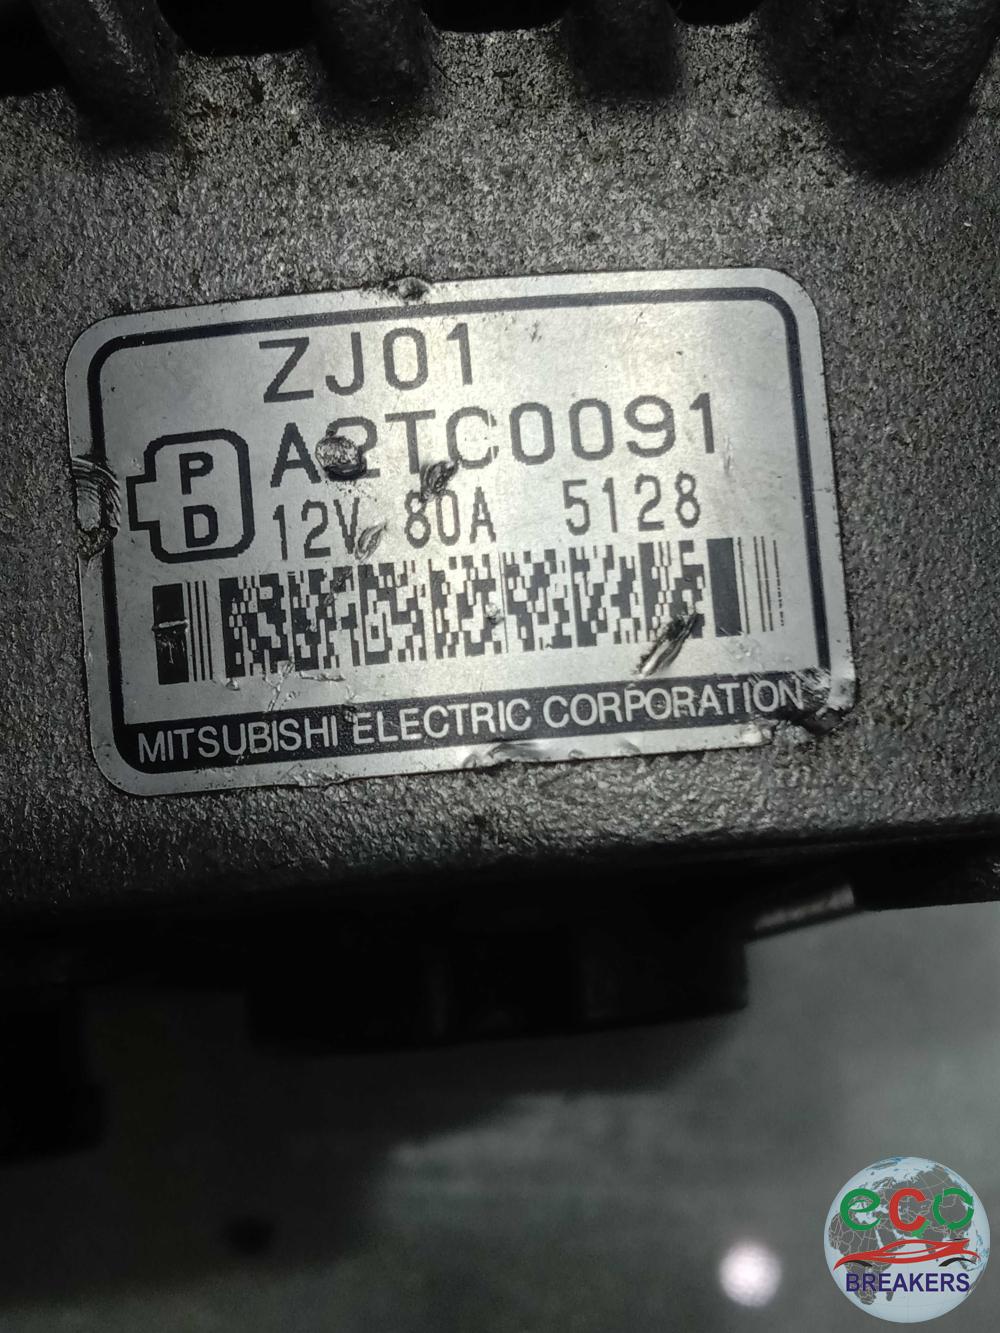 ZJ01
A2TC0091
P
D
12V 80A 5128
MITSUBISHI ELECTRIC CORPORATION
eco
BREAKERS